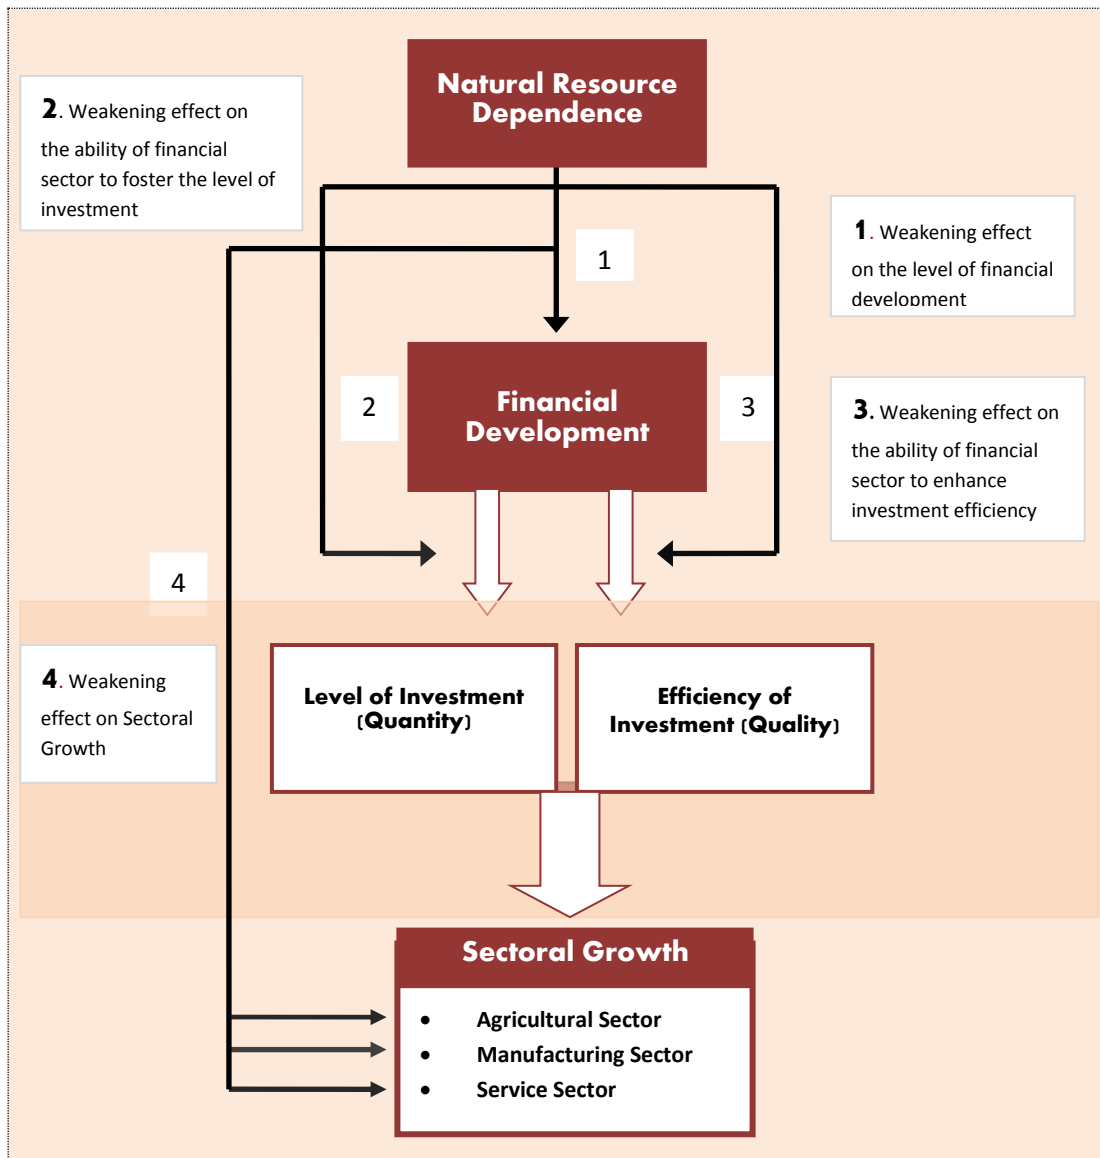 Natural Resource
Dependence
2. Weakening effect on
the ability of financial
sector to foster the level of
investment
1
1. Weakening effect
on the level of financial
development
2
Financial
Development
3
3. Weakening effect on
the ability of financial
sector to enhance
investment efficiency
4
4. Weakening
effect on Sectoral
Growth
Level of Investment
(Quantity)
Efficiency of
Investment (Quality)
Sectoral Growth
• Agricultural Sector
• Manufacturing Sector
• Service Sector